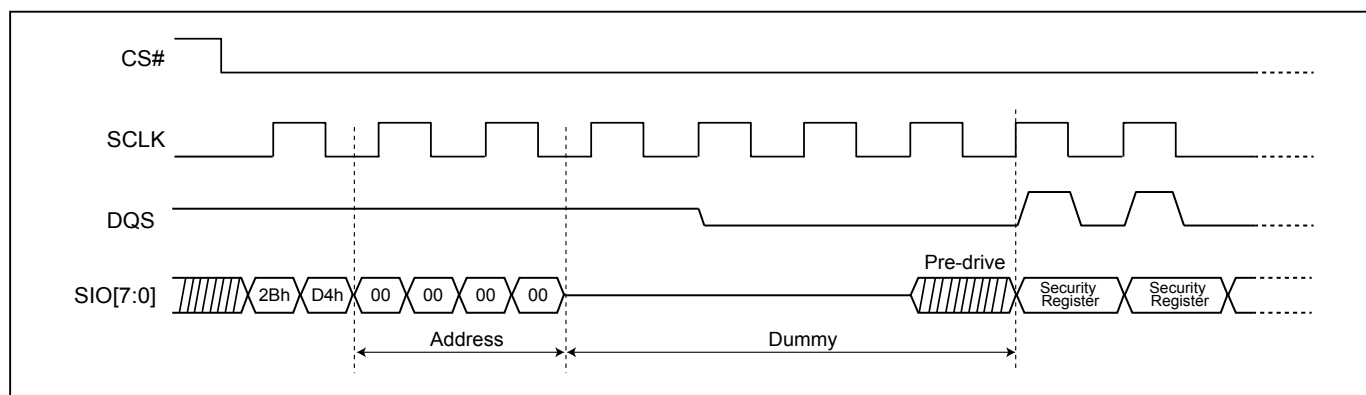 CS#
SCLK
DQS
Pre-drive
SIO[7:0]
2Bh
D4h
00
00
00
00
Security
Register
Security
Register
Address
Dummy